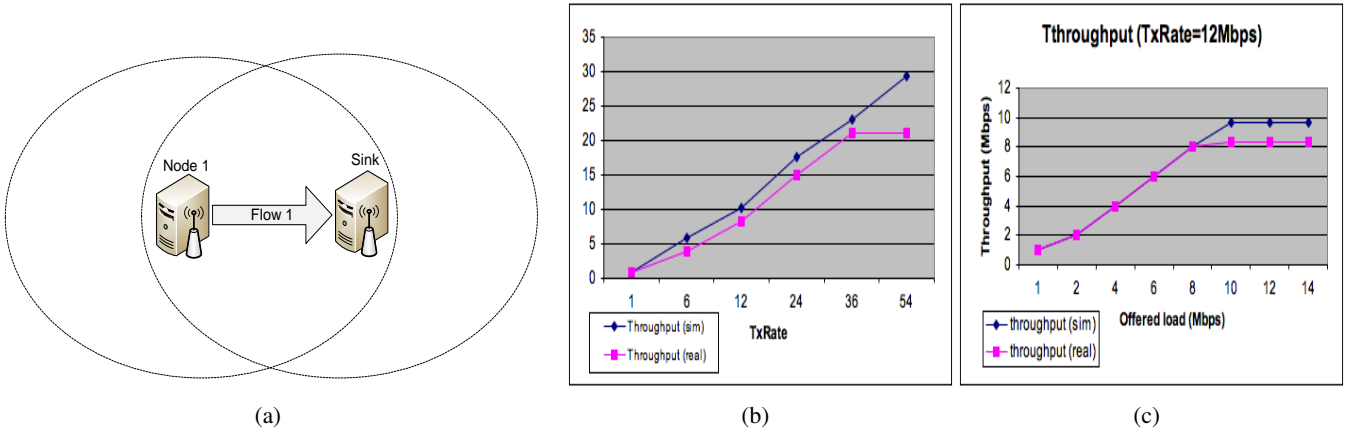 Node 1
Sink
Flow 1
(a)
35
30
25
20
15
10
5
0
1 6 12 24 36 54
TxRate
Throughput (sim)
Throughput (real)
(b)
Tthroughput (TxRate=12Mbps)
Throughput (Mbps)
12
10
8
6
4
2
0
1 2 4 6 8 10 12 14
Offered load (Mbps)
throughput (sim)
throughput (real)
(c)